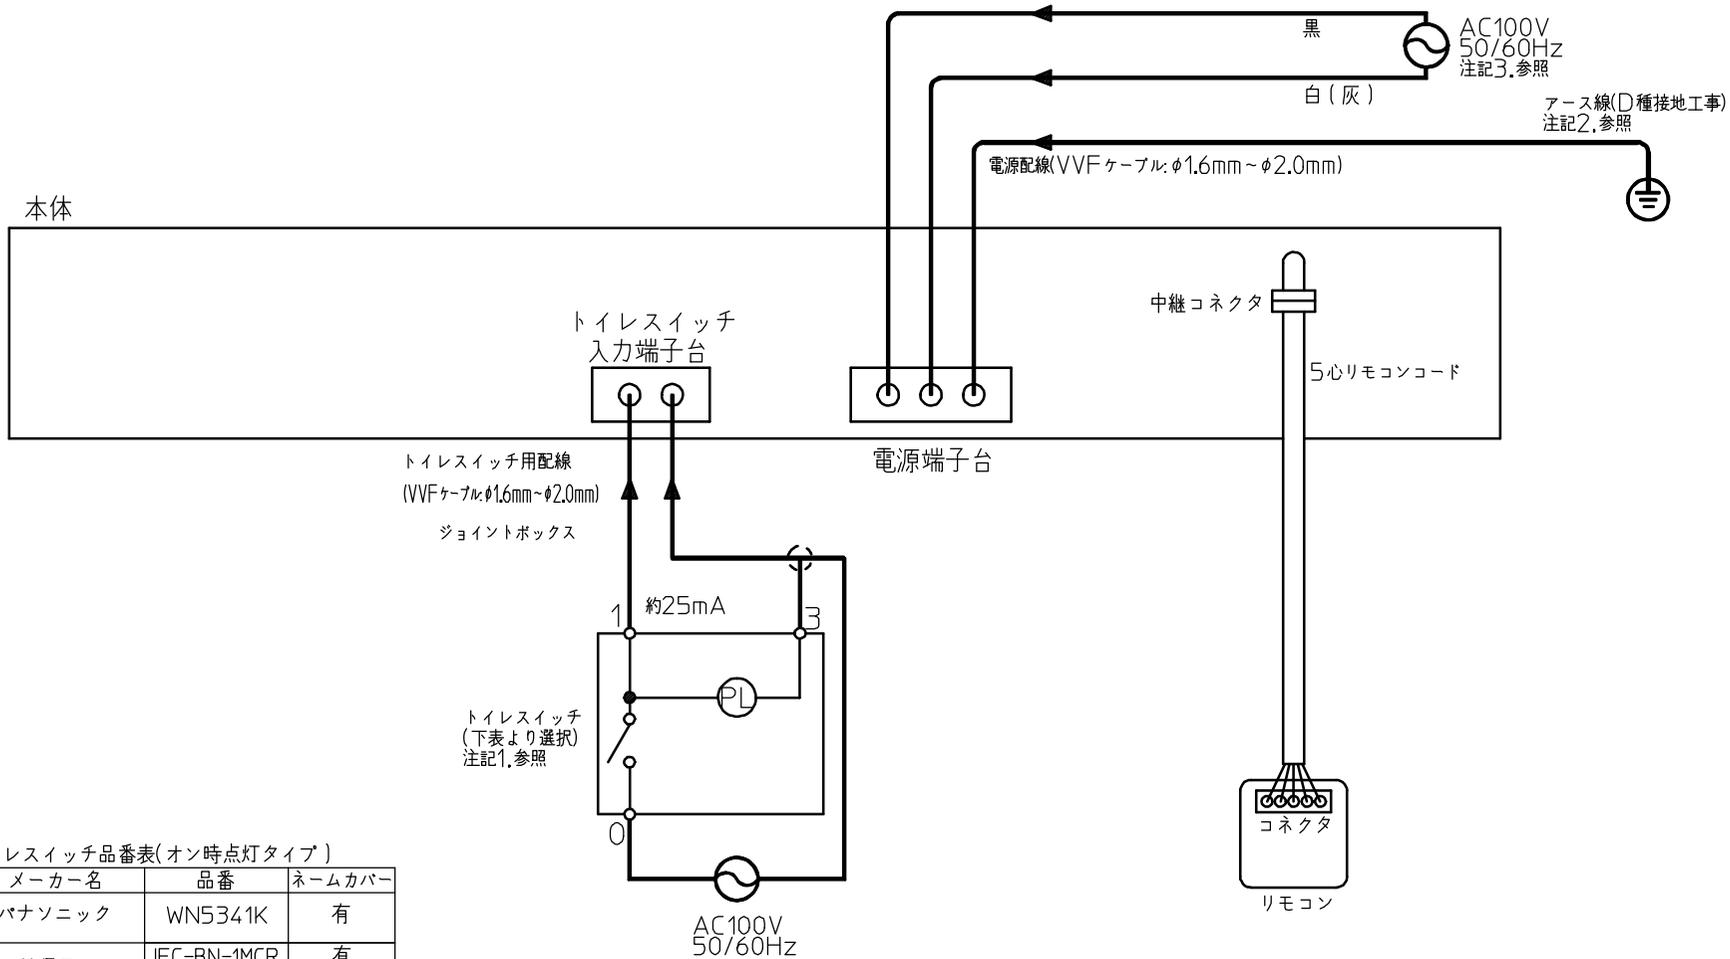 黒
AC100V
50/60Hz
注記3.参照
白(灰)
アース線(D種接地工事)
注記2.参照
電源配線(VVFケーブル:φ1.6mm~φ2.0mm)
本体
中継コネクタ
トイレスイッチ
入力端子台
5心リモコンコード
トイレスイッチ用配線
(VVFケーブル:φ1.6mm~φ2.0mm)
電源端子台
ジョイントボックス
1 約25mA 3
PL
トイレスイッチ
(下表より選択)
注記1.参照
0
コネクタ
リモコン
AC100V
50/60Hz
レスイッチ品番表(オン時点灯タイプ)
メーカー名 品番 ネームカバー
パナソニック WN5341K 有
JEC-BN-1MCR 有